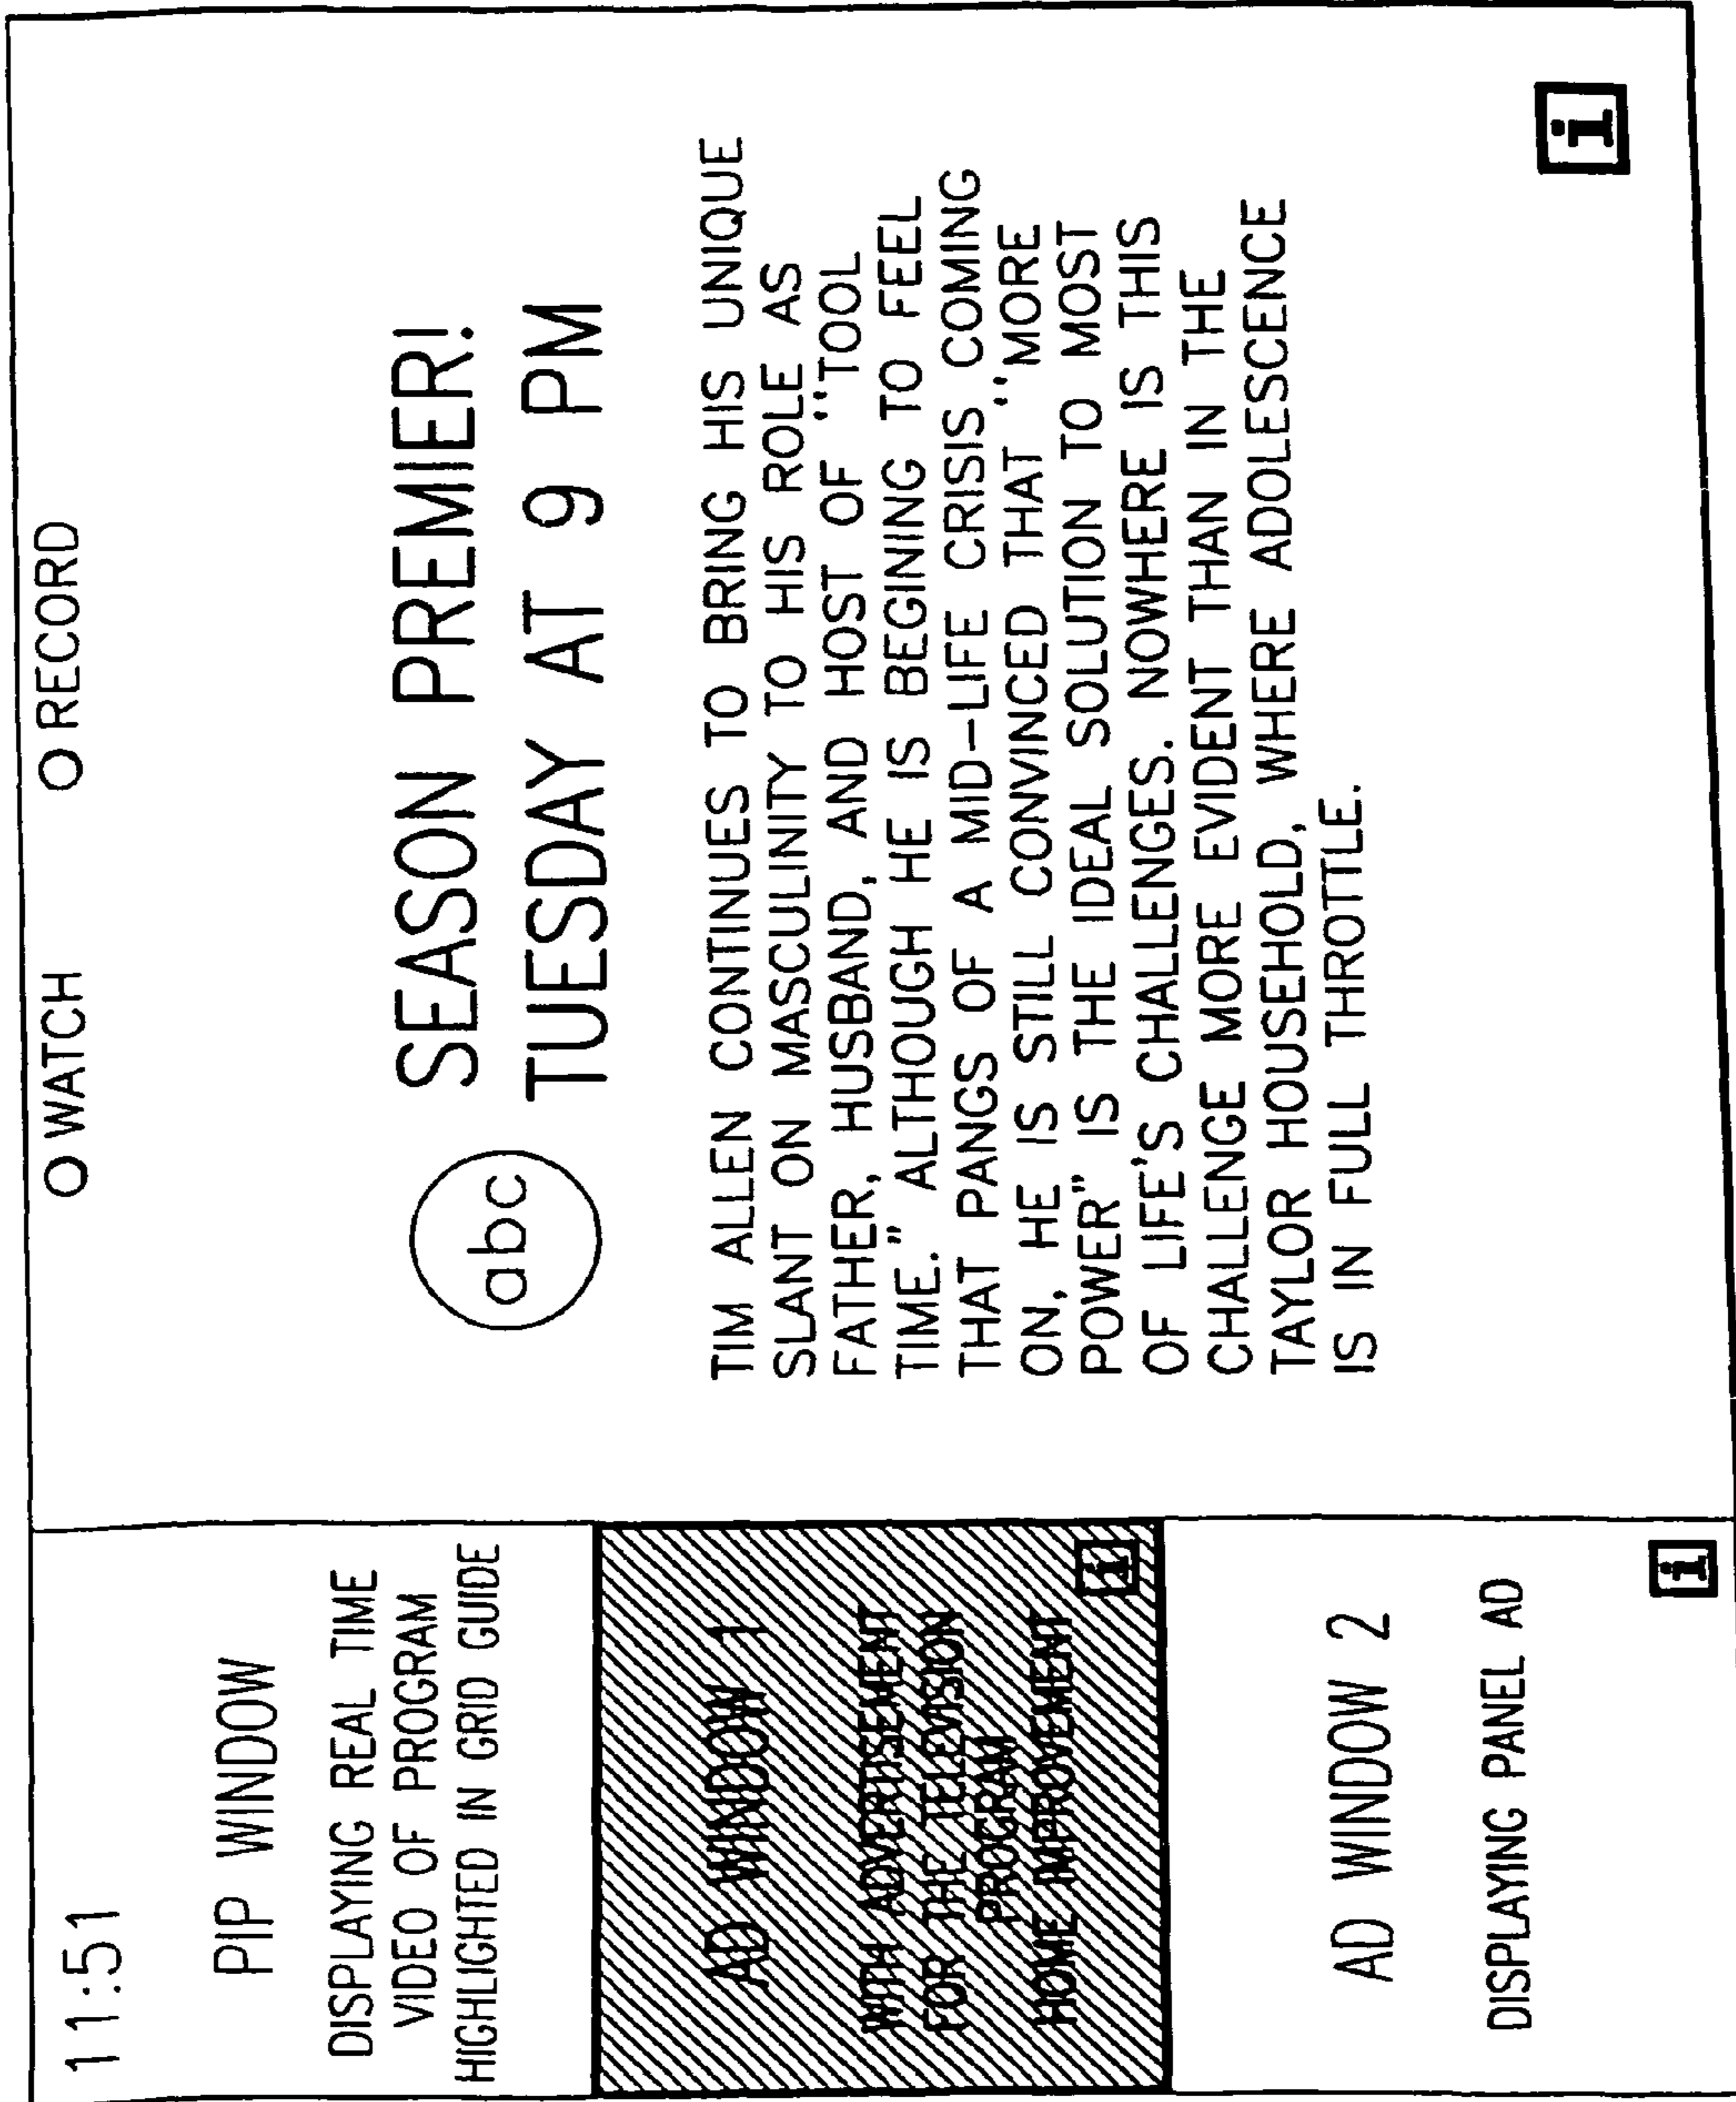 11:51
PIP WINDOW
DISPLAYING REAL TIME
VIDEO OF PROGRAM
HIGHLIGHTED IN GRID GUIDE
AD WINDOW 1
WITH ADVERTISEMENT
FOR THE TELEVISION
PROGRAM
HOME IMPROVEMENT
i
AD WINDOW 2
DISPLAYING PANEL AD
i
O WATCH O RECORD
abc
SEASON PREMIER!
TUESDAY AT 9 PM
TIM ALLEN CONTINUES TO BRING HIS UNIQUE
SLANT ON MASCULINITY TO HIS ROLE AS
FATHER, HUSBAND, AND HOST OF "TOOL
TIME." ALTHOUGH HE IS BEGINING TO FEEL
THAT PANGS OF A MID-LIFE CRISIS COMING
ON, HE IS STILL CONVINCED THAT "MORE
POWER" IS THE IDEAL SOLUTION TO MOST
OF LIFE'S CHALLENGES. NOWHERE IS THIS
CHALLENGE MORE EVIDENT THAN IN THE
TAYLOR HOUSEHOLD, WHERE ADOLESCENCE
IS IN FULL THROTTLE.
i